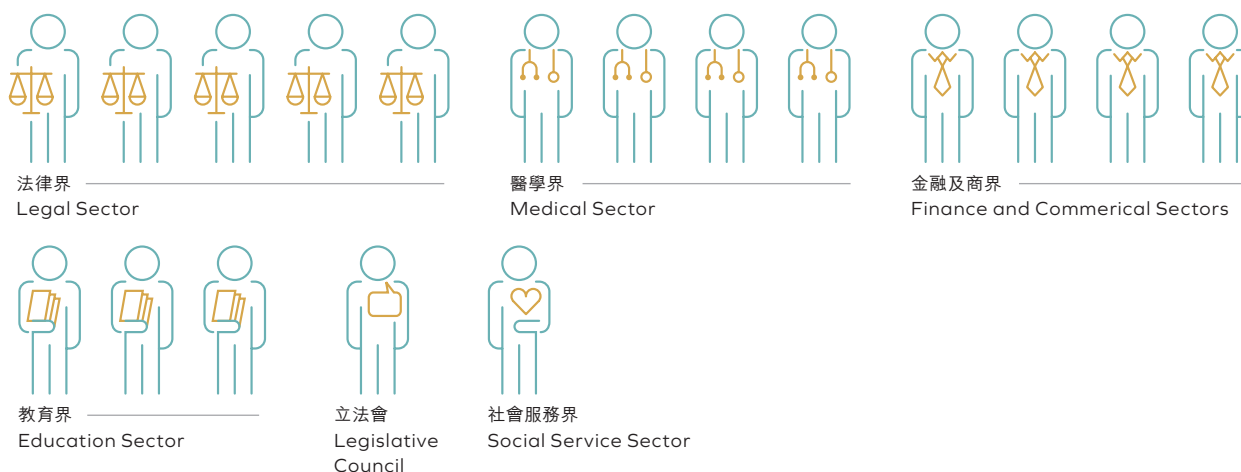 法律界
Legal Sector
醫學界
Medical Sector
金融及商界
Finance and Commerical Sectors
教育界
Education Sector
立法會
Legislative
Council
社會服務界
Social Service Sector